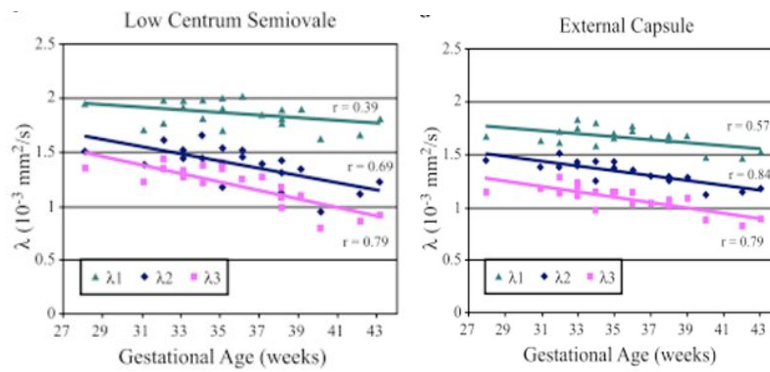 Low Centrum Semiovale
2.5
2
1.5
1
0.5
0
λ (10⁻³ mm²/s)
r = 0.39
r = 0.69
r = 0.79
λ1 λ2 λ3
27 29 31 33 35 37 39 41 43
Gestational Age (weeks)
External Capsule
2.5
2
1.5
1
0.5
0
λ (10⁻³ mm²/s)
r = 0.57
r = 0.84
r = 0.79
λ1 λ2 λ3
27 29 31 33 35 37 39 41 43
Gestational Age (weeks)